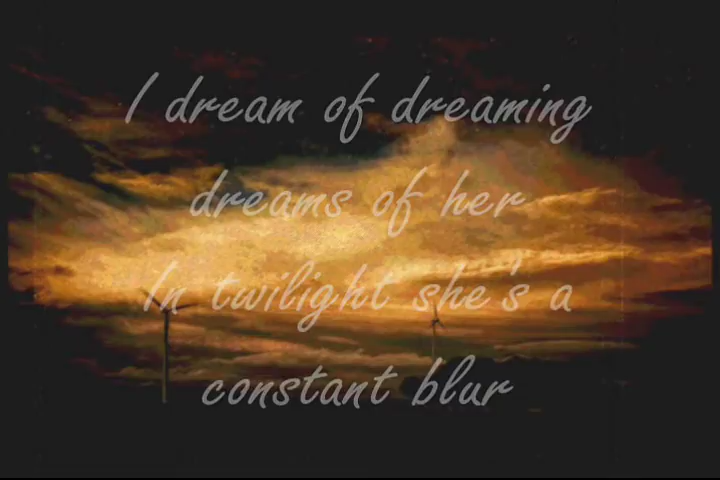 I dream of dreaming
dreams of her
In twilight she's a
constant blur